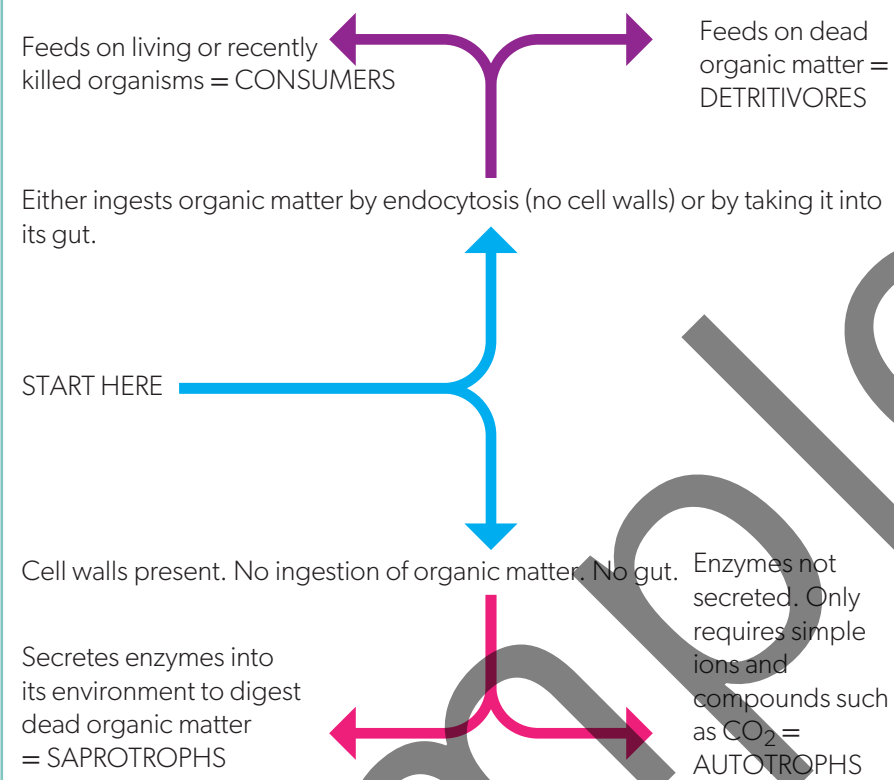 Feeds on living or recently
killed organisms = CONSUMERS
Feeds on dead
organic matter =
DETRITIVORES
Either ingests organic matter by endocytosis (no cell walls) or by taking it into
its gut.
START HERE
Cell walls present. No ingestion of organic matter. No gut.
Enzymes not
secreted. Only
requires simple
ions and
compounds such
as CO₂ =
AUTOTROPHS
Secretes enzymes into
its environment to digest
dead organic matter
= SAPROTROPHS